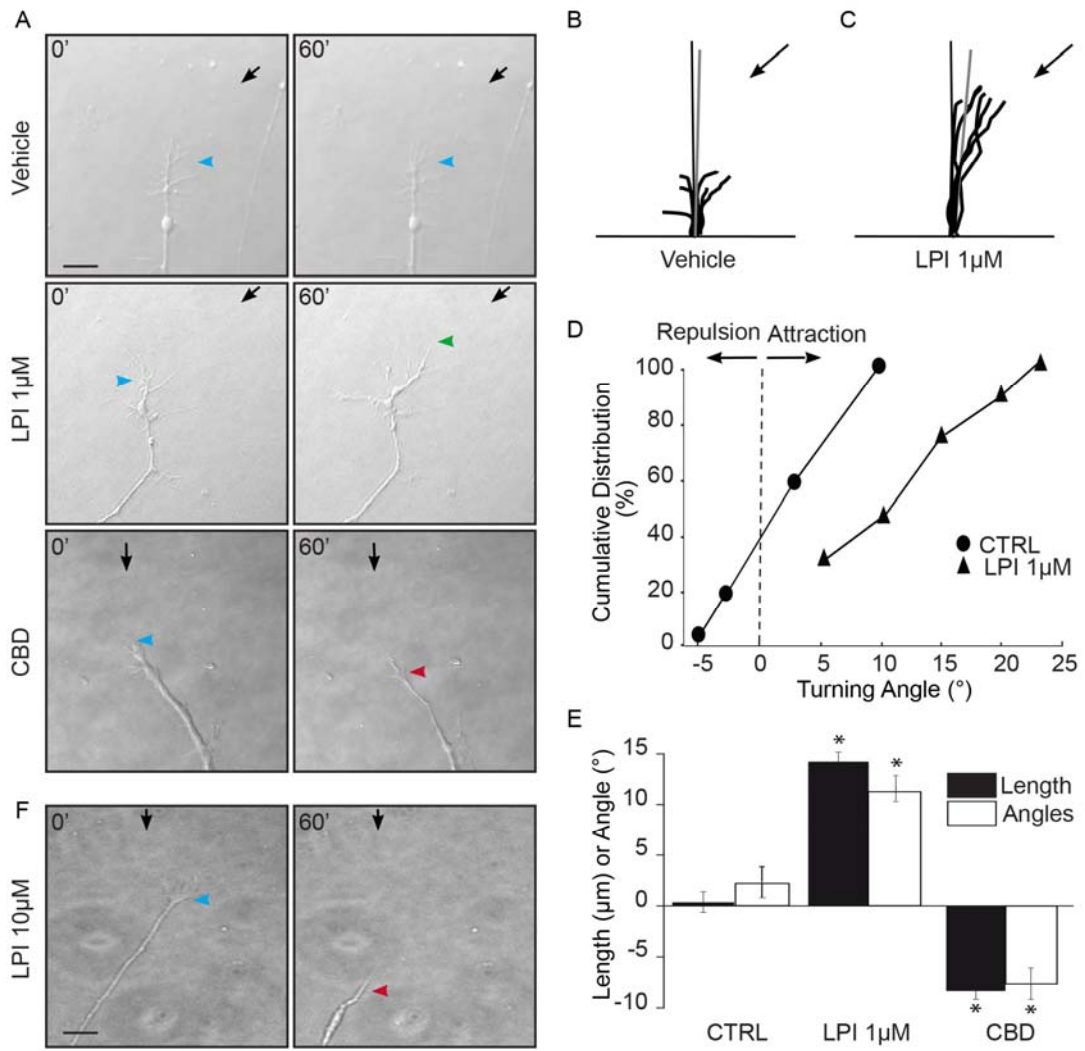 A
0'
60'
Vehicle
0'
60'
LPI 1µM
0'
60'
CBD
B
Vehicle
C
LPI 1µM
D
Repulsion
Attraction
Cumulative Distribution
(%)
100
80
60
40
20
0
-5
0
5
10
15
20
25
Turning Angle (°)
CTRL
LPI 1µM
E
Length (µm) or Angle (°)
15
10
5
0
-5
-10
*
*
*
*
Length
Angles
CTRL
LPI 1µM
CBD
F
0'
60'
LPI 10µM